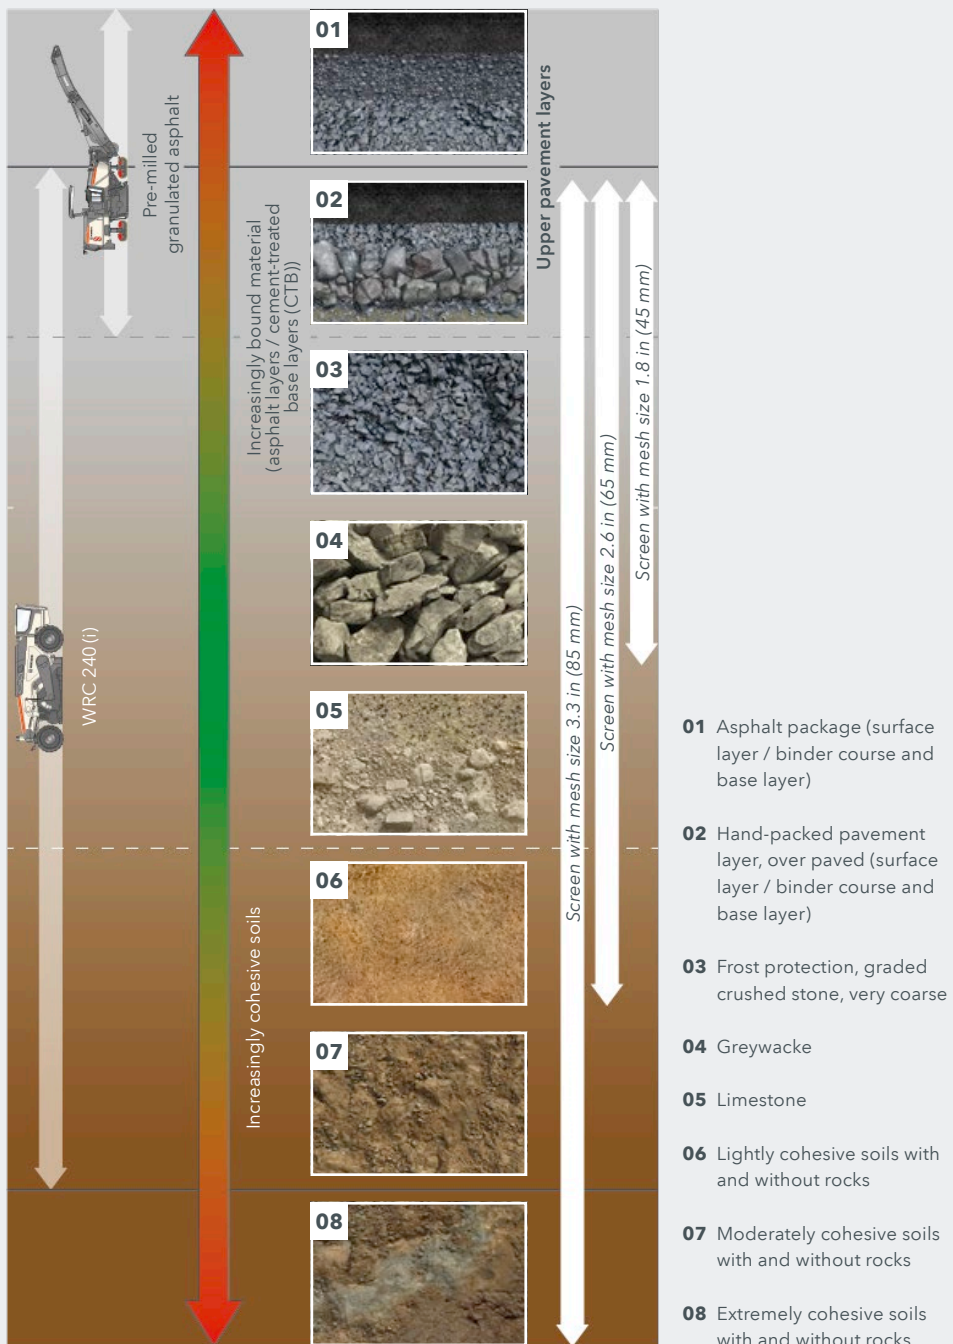 01
Pre-milled
granulated asphalt
Upper pavement layers
02
Increasingly bound material
(asphalt layers / cement-treated
base layers (CTB))
03
Screen with mesh size 1.8 in (45 mm)
Screen with mesh size 2.6 in (65 mm)
Screen with mesh size 3.3 in (85 mm)
04
WRC 240(i)
05
06
Increasingly cohesive soils
07
08
01 Asphalt package (surface
layer / binder course and
base layer)
02 Hand-packed pavement
layer, over paved (surface
layer / binder course and
base layer)
03 Frost protection, graded
crushed stone, very coarse
04 Greywacke
05 Limestone
06 Lightly cohesive soils with
and without rocks
07 Moderately cohesive soils
with and without rocks
08 Extremely cohesive soils
with and without rocks